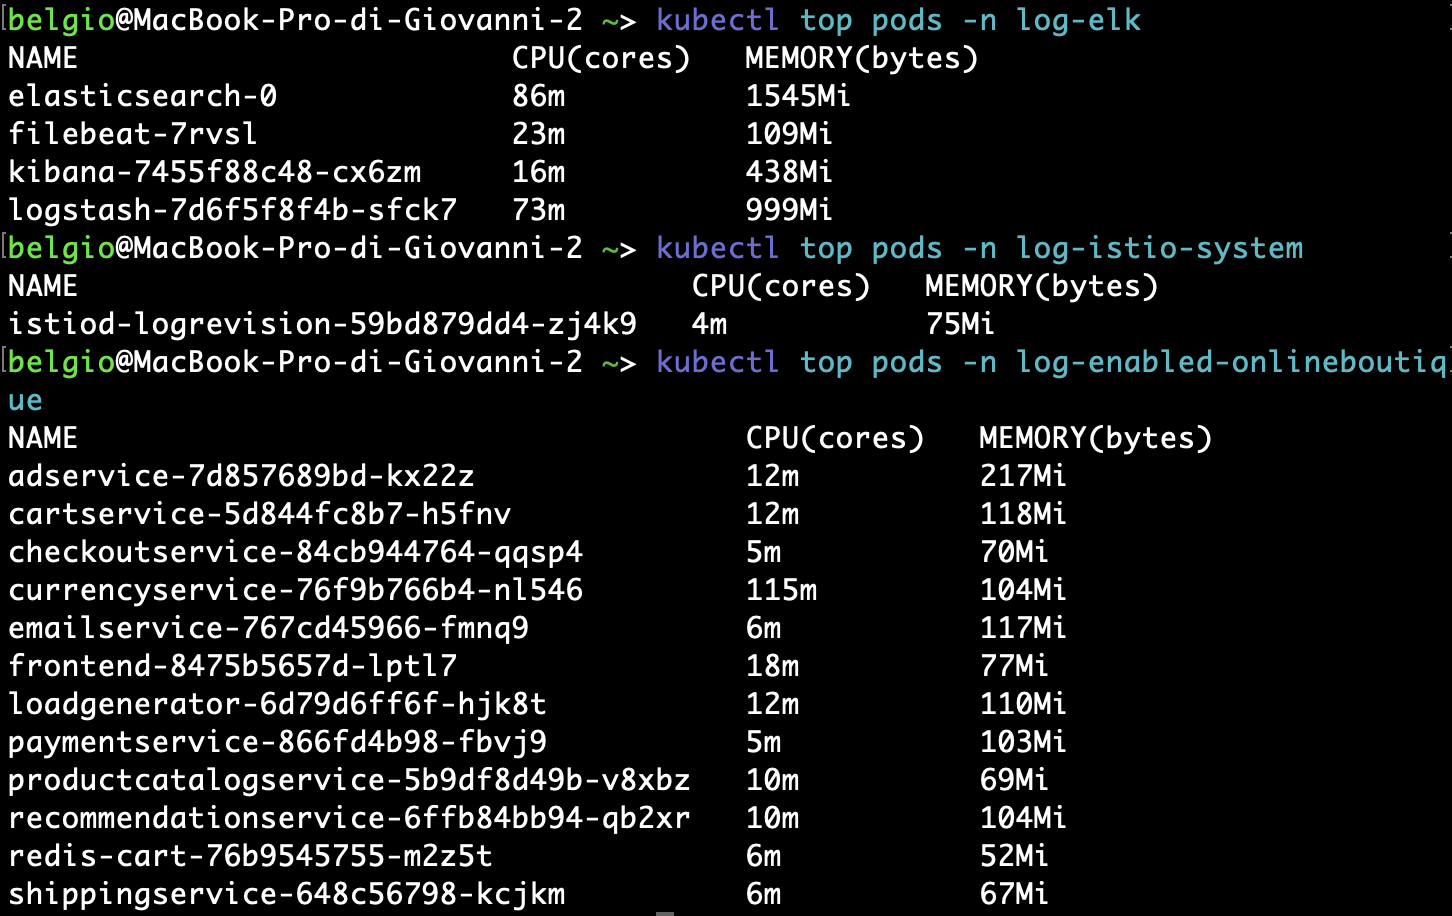 belgio@MacBook-Pro-di-Giovanni-2 ~> kubectl top pods -n log-elk
NAME CPU(cores) MEMORY(bytes)
elasticsearch-0 86m 1545Mi
filebeat-7rvsl 23m 109Mi
kibana-7455f88c48-cx6zm 16m 438Mi
logstash-7d6f5f8f4b-sfck7 73m 999Mi
belgio@MacBook-Pro-di-Giovanni-2 ~> kubectl top pods -n log-istio-system
NAME CPU(cores) MEMORY(bytes)
istiod-logrevision-59bd879dd4-zj4k9 4m 75Mi
belgio@MacBook-Pro-di-Giovanni-2 ~> kubectl top pods -n log-enabled-onlineboutiq
ue
NAME CPU(cores) MEMORY(bytes)
adservice-7d857689bd-kx22z 12m 217Mi
cartservice-5d844fc8b7-h5fnv 12m 118Mi
checkoutservice-84cb944764-qqsp4 5m 70Mi
currencyservice-76f9b766b4-nl546 115m 104Mi
emailservice-767cd45966-fmnq9 6m 117Mi
frontend-8475b5657d-lptl7 18m 77Mi
loadgenerator-6d79d6ff6f-hjk8t 12m 110Mi
paymentservice-866fd4b98-fbvj9 5m 103Mi
productcatalogservice-5b9df8d49b-v8xbz 10m 69Mi
recommendationservice-6ffb84bb94-qb2xr 10m 104Mi
redis-cart-76b9545755-m2z5t 6m 52Mi
shippingservice-648c56798-kcjkm 6m 67Mi